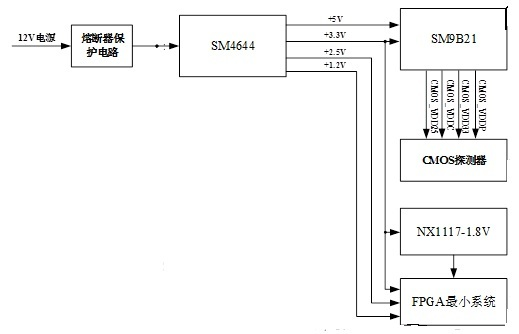 12V电源
熔断器保
护电路
SM4644
+5V
+3.3V
+2.5V
+1.2V
SM9B21
CMOS_VDD25
CMOS_VDDC
CMOS_VDD33
CMOS_VDDP
CMOS探测器
NX1117-1.8V
FPGA最小系统